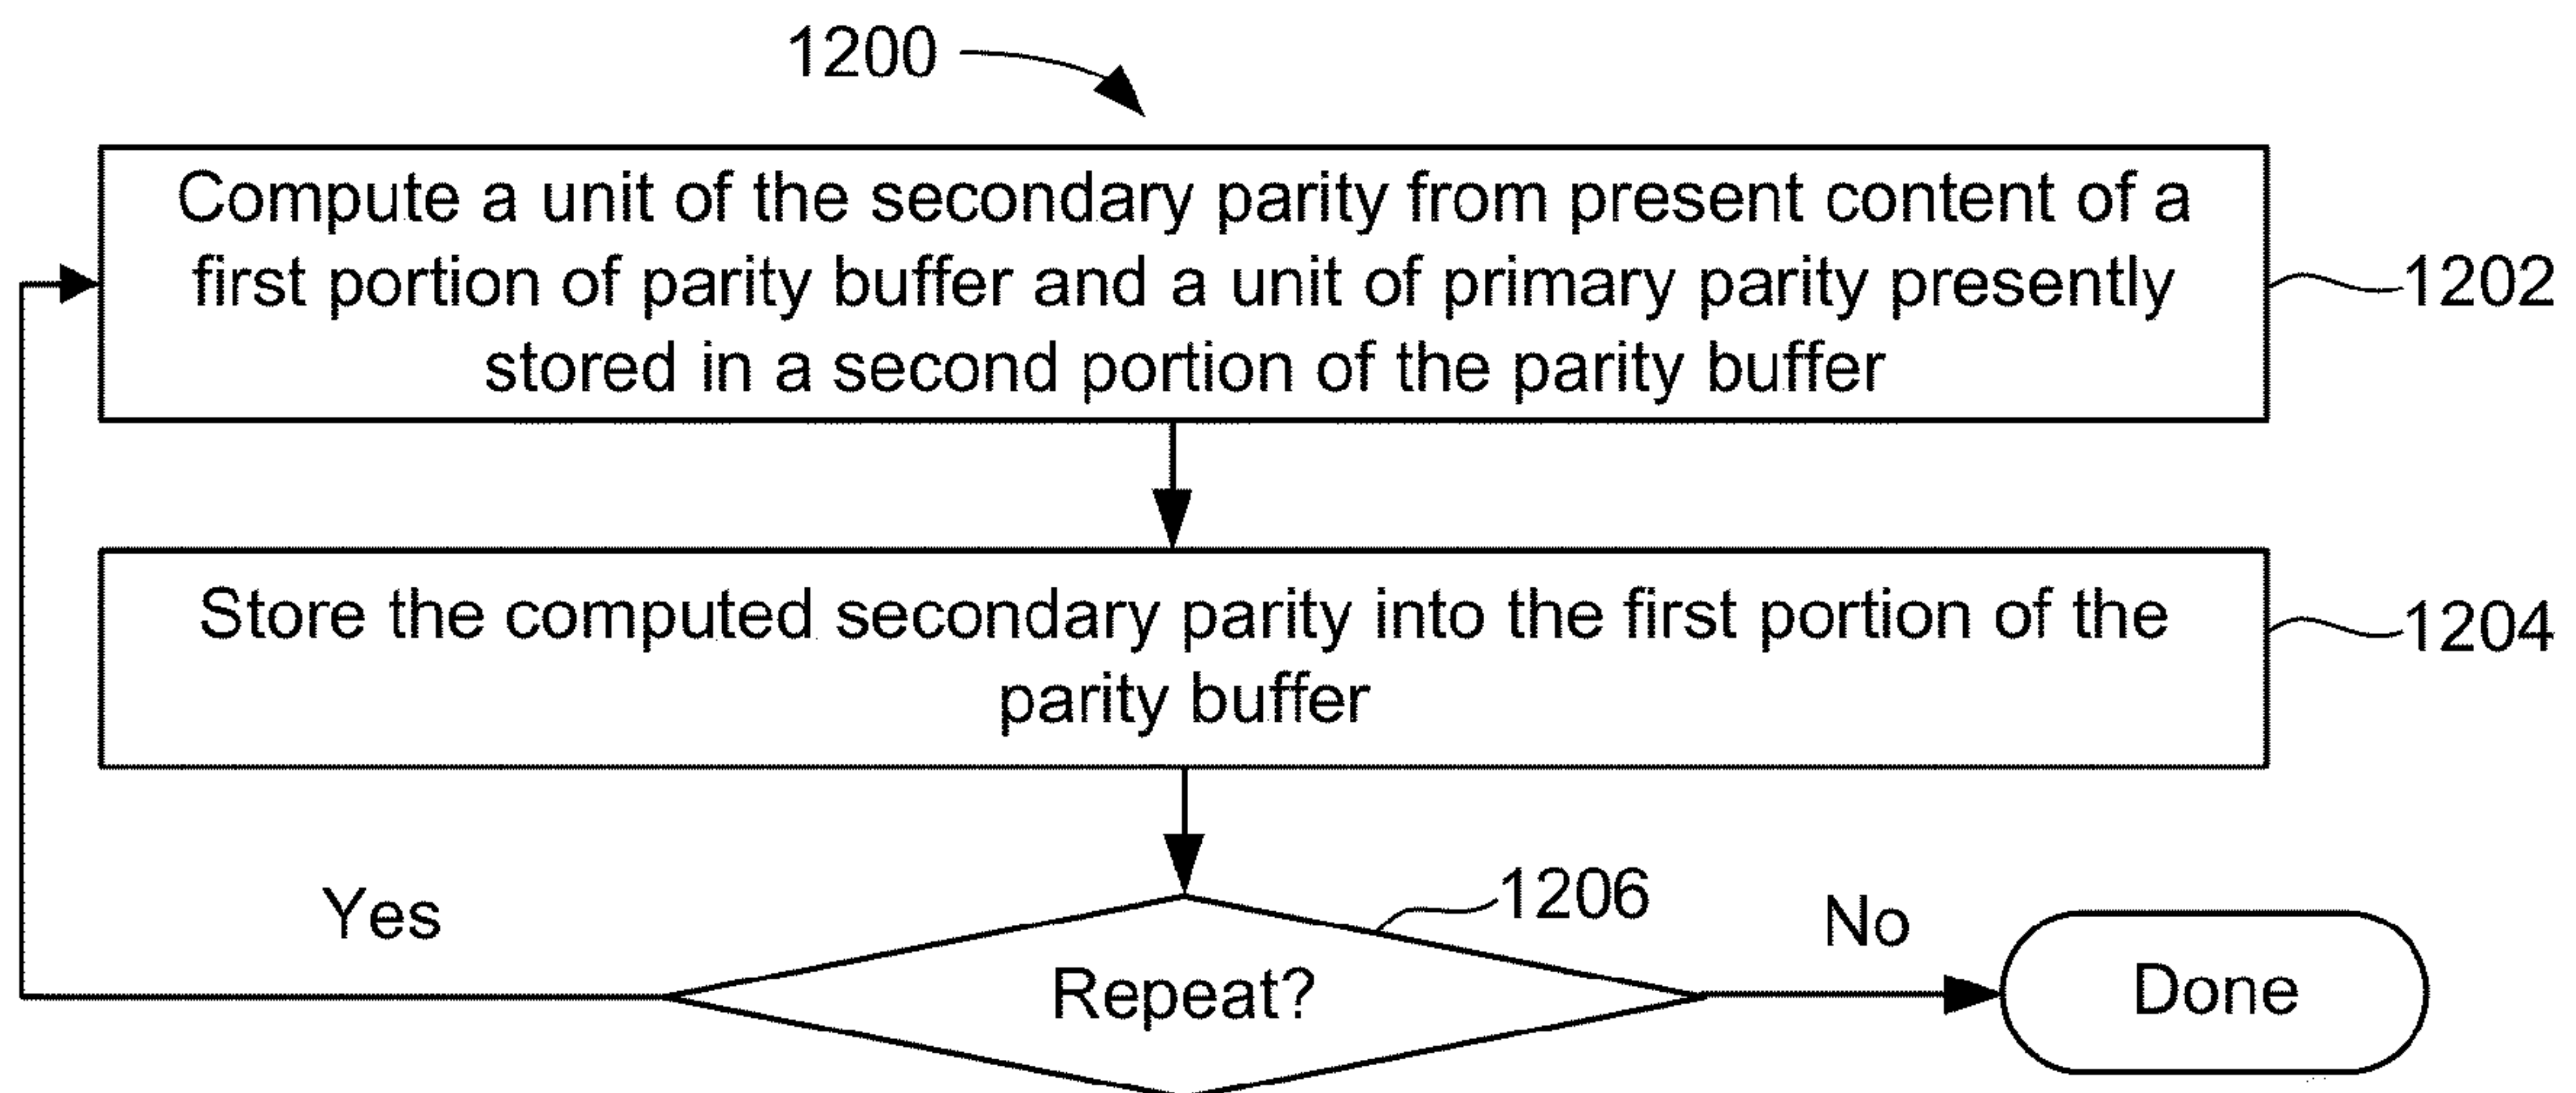 1200
Compute a unit of the secondary parity from present content of a
first portion of parity buffer and a unit of primary parity presently
stored in a second portion of the parity buffer
1202
Store the computed secondary parity into the first portion of the
parity buffer
1204
Yes
1206
No
Repeat?
Done